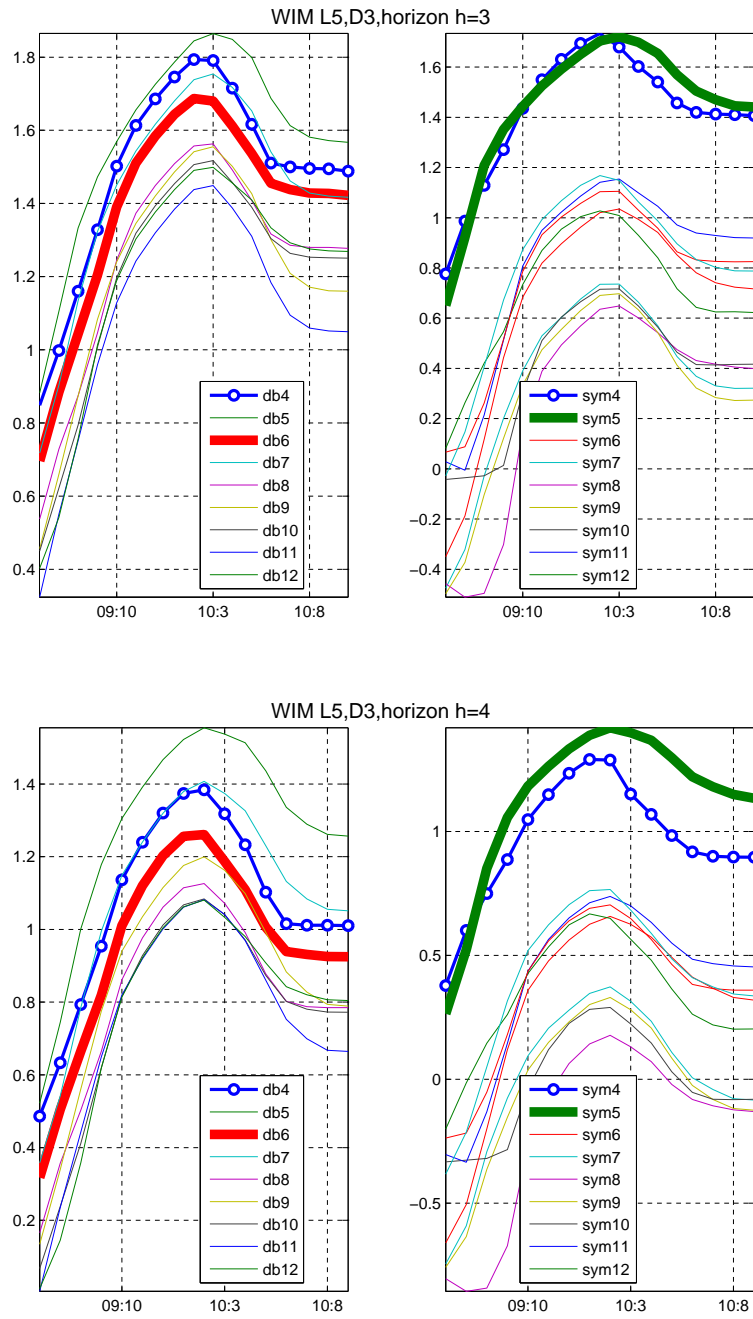 WIM L5,D3,horizon h=3
1.8
1.6
1.4
1.2
1
0.8
0.6
0.4
09:10
10:3
10:8
db4
db5
db6
db7
db8
db9
db10
db11
db12
1.6
1.4
1.2
1
0.8
0.6
0.4
0.2
0
−0.2
−0.4
09:10
10:3
10:8
sym4
sym5
sym6
sym7
sym8
sym9
sym10
sym11
sym12
WIM L5,D3,horizon h=4
1.4
1.2
1
0.8
0.6
0.4
0.2
09:10
10:3
10:8
db4
db5
db6
db7
db8
db9
db10
db11
db12
1
0.5
0
−0.5
09:10
10:3
10:8
sym4
sym5
sym6
sym7
sym8
sym9
sym10
sym11
sym12